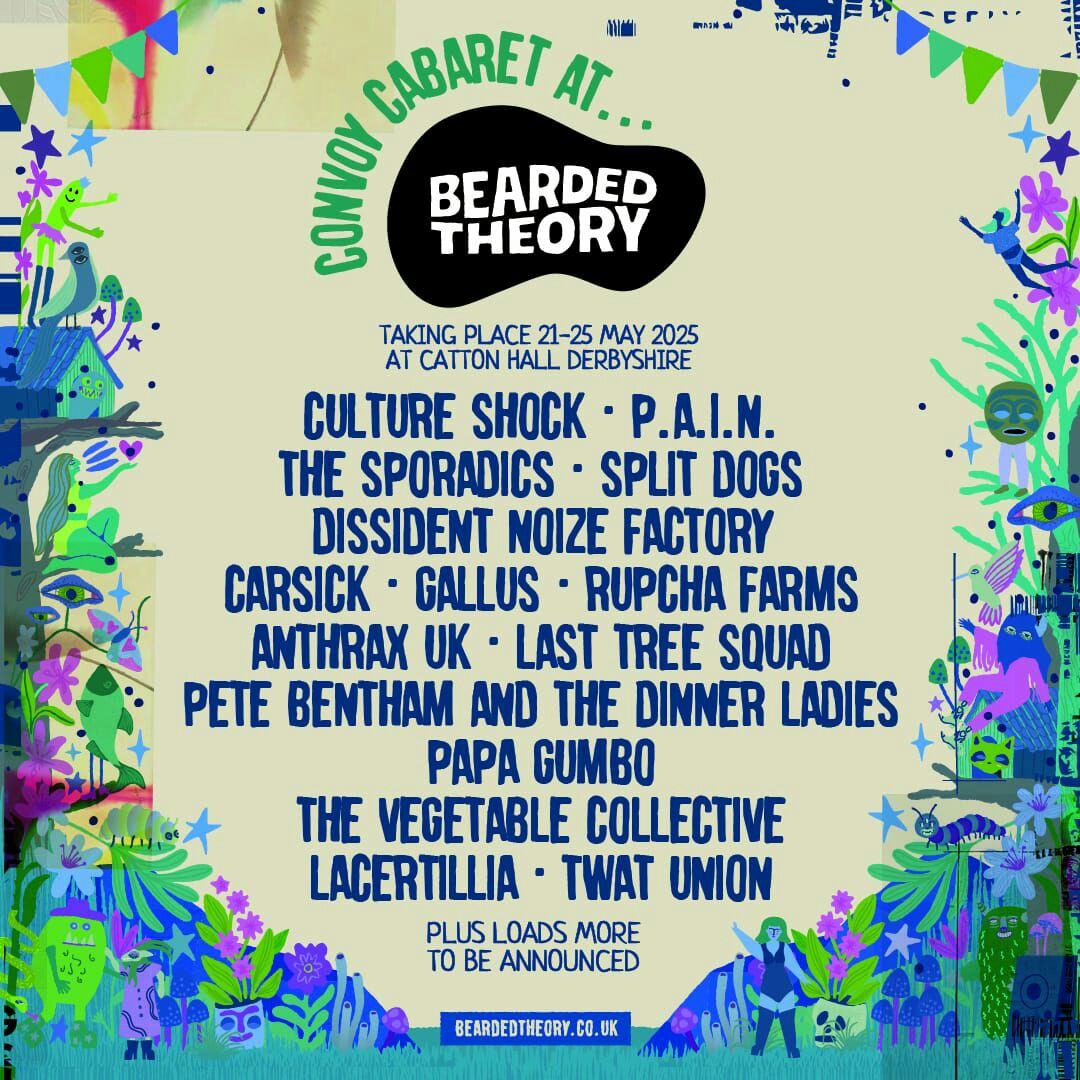 CONVOY CABARET AT...
BEARDED
THEORY
TAKING PLACE 21-25 MAY 2025
AT CATTON HALL DERBYSHIRE
CULTURE SHOCK · P.A.I.N.
THE SPORADICS · SPLIT DOGS
DISSIDENT NOIZE FACTORY
CARSICK · GALLUS · RUPCHA FARMS
ANTHRAX UK · LAST TREE SQUAD
PETE BENTHAM AND THE DINNER LADIES
PAPA GUMBO
THE VEGETABLE COLLECTIVE
LACERTILLIA · TWAT UNION
PLUS LOADS MORE
TO BE ANNOUNCED
BEARDEDTHEORY.CO.UK